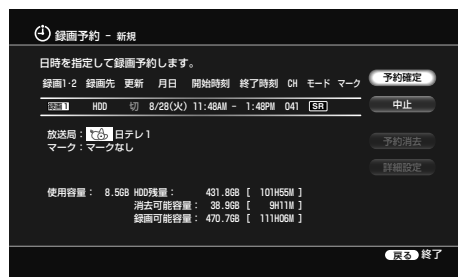 録画予約 - 新規
日時を指定して録画予約します。
録画1·2 録画先 更新 月日 開始時刻 終了時刻 CH モード マーク
録画1 HDD 切 8/28(火) 11:48AM - 1:48PM 041 SR
予約確定
中止
予約消去
詳細設定
放送局： 日テレ1
マーク：マークなし
使用容量： 8.5GB HDD残量： 431.8GB [ 101H55M ]
消去可能容量： 38.9GB [ 9H11M ]
録画可能容量： 470.7GB [ 111H06M ]
戻る 終了